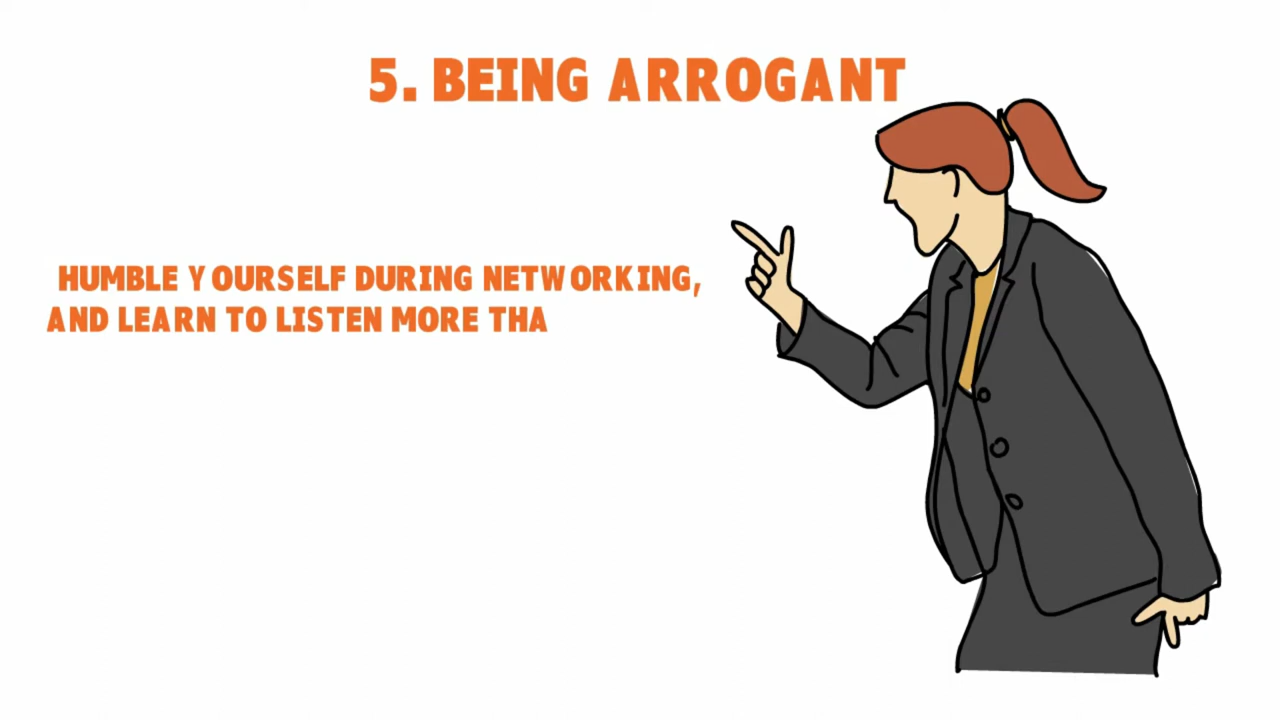 5. BEING ARROGANT
HUMBLE YOURSELF DURING NETWORKING,
AND LEARN TO LISTEN MORE THA